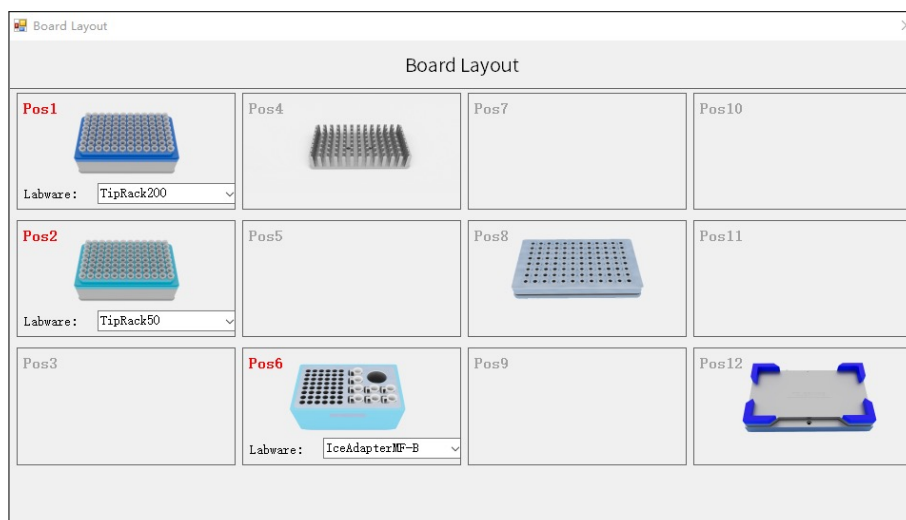 Board Layout
Board Layout
Pos1
Labware: TipRack200
Pos4
Pos7
Pos10
Pos2
Labware: TipRack50
Pos5
Pos8
Pos11
Pos3
Pos6
Labware: IceAdapterMF-B
Pos9
Pos12